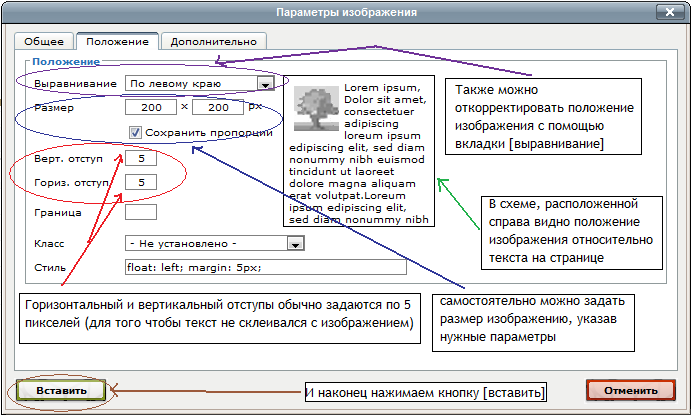 Параметры изображения
Общее
Положение
Дополнительно
Положение
Выравнивание
По левому краю
Размер
200 x 200 px
Сохранить пропорции
Верт. отступ
5
Гориз. отступ
5
Граница
Класс
- Не установлено -
Стиль
float: left; margin: 5px;
Lorem ipsum,
Dolor sit amet,
consectetuer
adipiscing
loreum ipsum
edipiscing elit, sed diam
nonummy nibh euismod
tincidunt ut laoreet
dolore magna aliquam
erat volutpat.Loreum
ipsum edipiscing elit,
sed diam nonummy nibh
Также можно
откорректировать положение
изображения с помощью
вкладки [выравнивание]
В схеме, расположенной
справа видно положение
изображения относительно
текста на странице
Горизонтальный и вертикальный отступы обычно задаются по 5
пикселей (для того чтобы текст не склеивался с изображением)
самостоятельно можно задать
размер изображению, указав
нужные параметры
Вставить
И наконец нажимаем кнопку [вставить]
Отменить